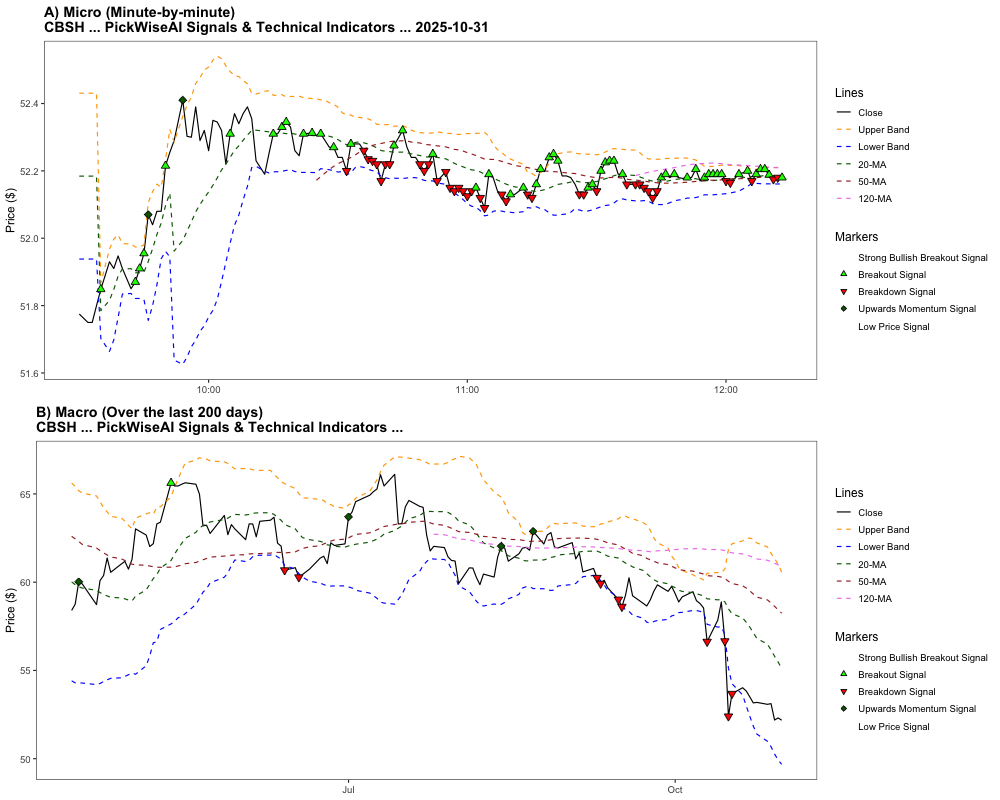 A) Micro (Minute-by-minute)
CBSH ... PickWiseAI Signals & Technical Indicators ... 2025-10-31
Price ($)
52.4
52.2
52.0
51.8
51.6
10:00
11:00
12:00
Lines
Close
Upper Band
Lower Band
20-MA
50-MA
120-MA
Markers
Strong Bullish Breakout Signal
Breakout Signal
Breakdown Signal
Upwards Momentum Signal
Low Price Signal
B) Macro (Over the last 200 days)
CBSH ... PickWiseAI Signals & Technical Indicators ...
Price ($)
65
60
55
50
Jul
Oct
Lines
Close
Upper Band
Lower Band
20-MA
50-MA
120-MA
Markers
Strong Bullish Breakout Signal
Breakout Signal
Breakdown Signal
Upwards Momentum Signal
Low Price Signal